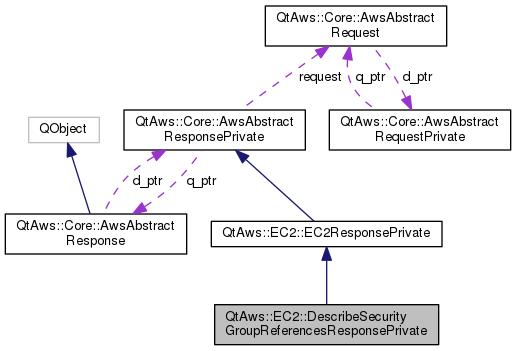 QtAws::Core::AwsAbstract
Request
request
q_ptr
d_ptr
QObject
QtAws::Core::AwsAbstract
ResponsePrivate
QtAws::Core::AwsAbstract
RequestPrivate
d_ptr
q_ptr
QtAws::Core::AwsAbstract
Response
QtAws::EC2::EC2ResponsePrivate
QtAws::EC2::DescribeSecurity
GroupReferencesResponsePrivate